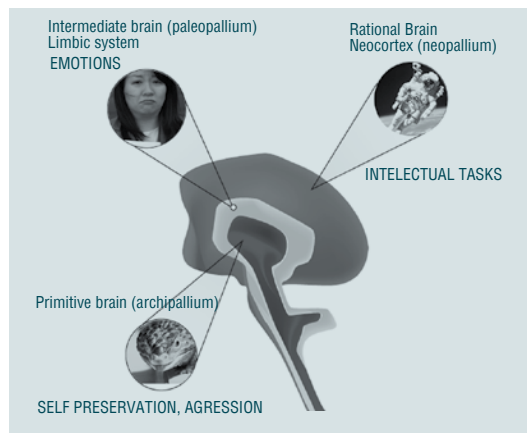 Intermediate brain (paleopallium)
Limbic system
EMOTIONS
Rational Brain
Neocortex (neopallium)
INTELECTUAL TASKS
Primitive brain (archipallium)
SELF PRESERVATION, AGRESSION